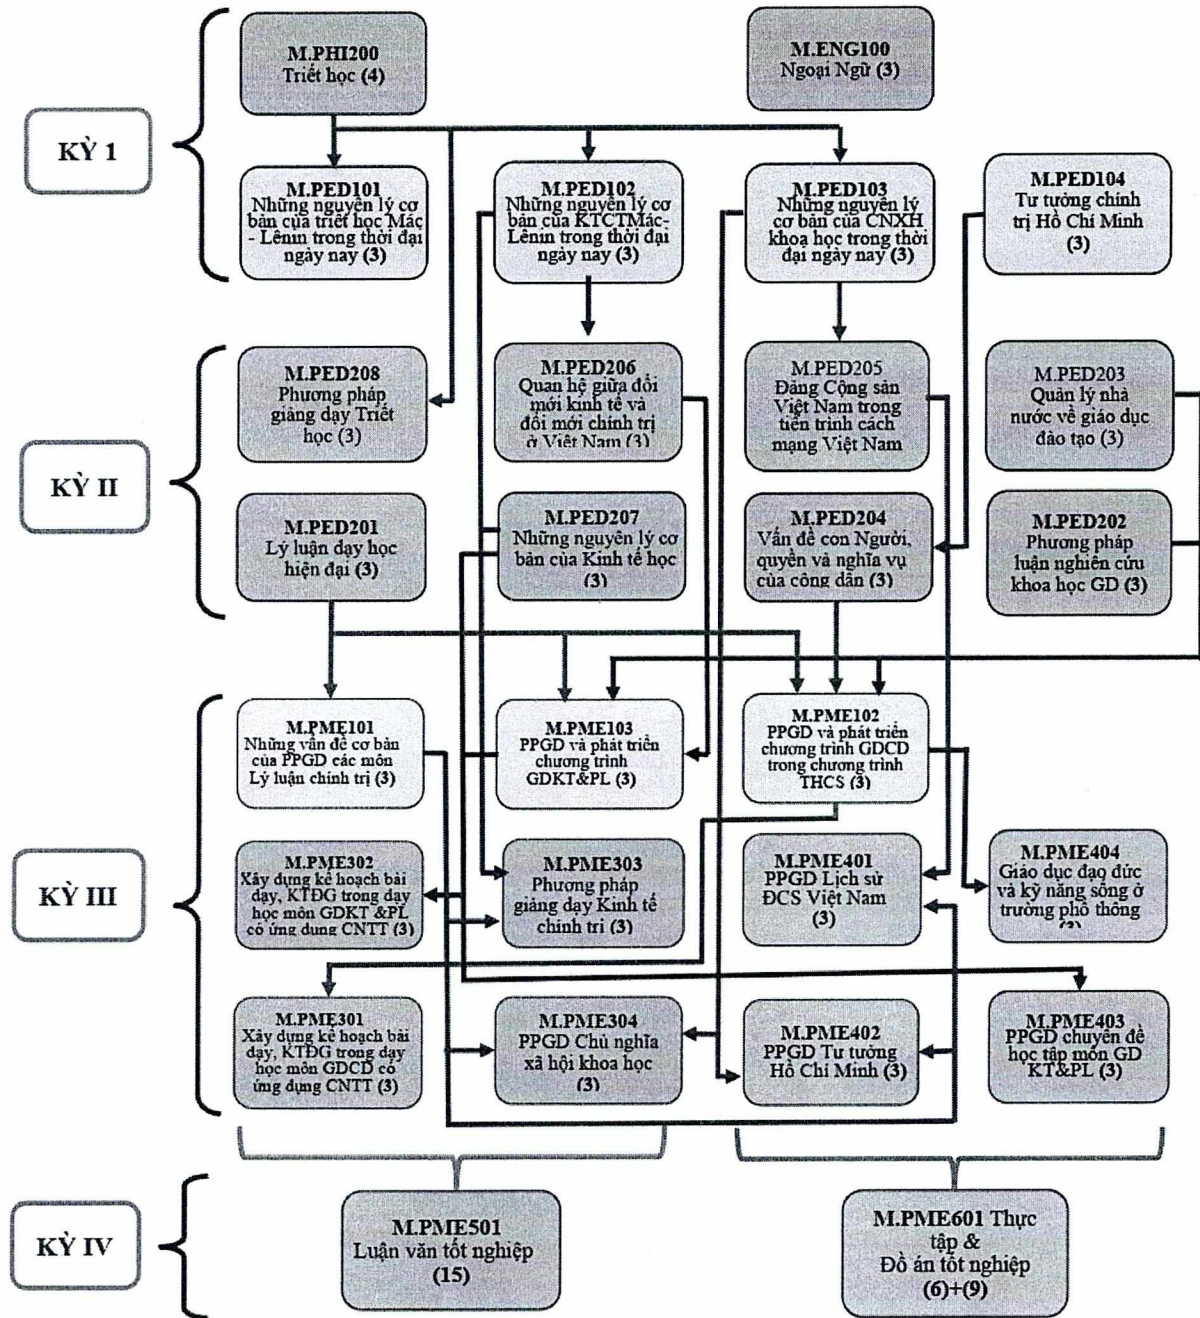 KỲ 1
M.PHI200
Triết học (4)
M.ENG100
Ngoại Ngữ (3)
M.PED101
Những nguyên lý cơ
bản của triết học Mác
- Lênin trong thời đại
ngày nay (3)
M.PED102
Những nguyên lý cơ
bản của KTCTMác-
Lênin trong thời đại
ngày nay (3)
M.PED103
Những nguyên lý
cơ bản của CNXH
khoa học trong thời
đại ngày nay (3)
M.PED104
Tư tưởng chính
trị Hồ Chí Minh
(3)
KỲ II
M.PED208
Phương pháp
giảng dạy Triết
học (3)
M.PED206
Quan hệ giữa đổi
mới kinh tế và
đổi mới chính trị
ở Việt Nam (3)
M.PED205
Đảng Cộng sản
Việt Nam trong
tiến trình cách
mạng Việt Nam
M.PED203
Quản lý nhà
nước về giáo dục
đào tạo (3)
M.PED201
Lý luận dạy học
hiện đại (3)
M.PED207
Những nguyên lý cơ
bản của Kinh tế học
(3)
M.PED204
Vấn đề con Người,
quyền và nghĩa vụ
của công dân (3)
M.PED202
Phương pháp
luận nghiên cứu
khoa học GD (3)
KỲ III
M.PME101
Những vấn đề cơ bản
của PPGD các môn
Lý luận chính trị (3)
M.PME103
PPGD và phát triển
chương trình
GDKT&PL (3)
M.PME102
PPGD và phát triển
chương trình GDCD
trong chương trình
THCS (3)
M.PME302
Xây dựng kế hoạch bài
dạy, KTĐG trong dạy
học môn GDKT &PL
có ứng dụng CNTT (3)
M.PME303
Phương pháp
giảng dạy Kinh tế
chính trị (3)
M.PME401
PPGD Lịch sử
ĐCS Việt Nam
(3)
M.PME404
Giáo dục đạo đức
và kỹ năng sống ở
trường phổ thông
M.PME301
Xây dựng kế hoạch bài
dạy, KTĐG trong dạy
học môn GDCD có
ứng dụng CNTT (3)
M.PME304
PPGD Chủ nghĩa
xã hội khoa học
(3)
M.PME402
PPGD Tư tưởng
Hồ Chí Minh (3)
M.PME403
PPGD chuyên đề
học tập môn GD
KT&PL (3)
KỲ IV
M.PME501
Luận văn tốt nghiệp
(15)
M.PME601 Thực
tập &
Đồ án tốt nghiệp
(6)+(9)